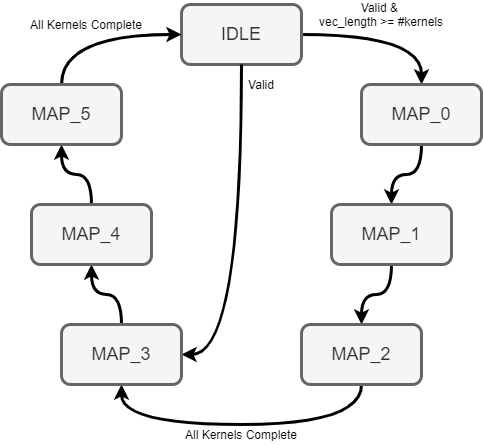 Valid &
vec_length >= #kernels
All Kernels Complete
IDLE
Valid
MAP_5
MAP_0
MAP_4
MAP_1
MAP_3
MAP_2
All Kernels Complete